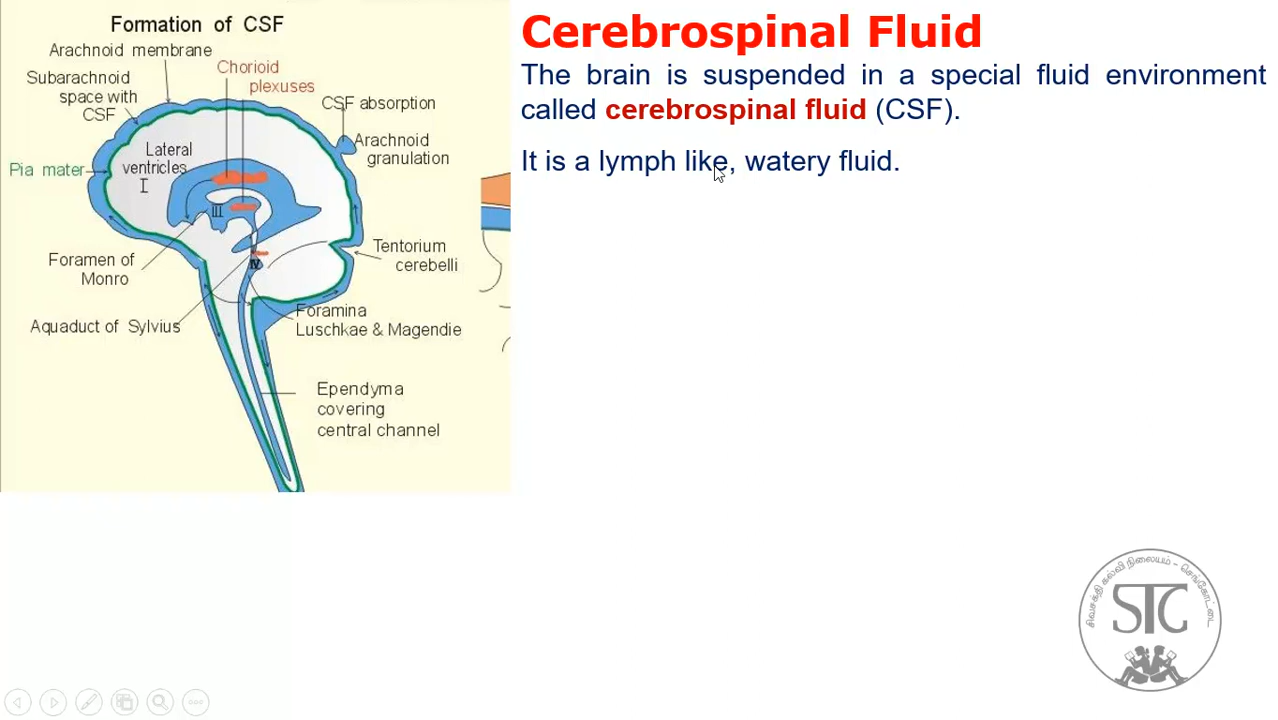 Formation of CSF
Arachnoid membrane
Chorioid
plexuses
Subarachnoid
space with
CSF
CSF absorption
Arachnoid
granulation
Lateral
ventricles
I
Pia mater
III
Tentorium
cerebelli
IV
Foramen of
Monro
Foramina
Luschkae & Magendie
Aquaduct of Sylvius
Ependyma
covering
central channel
Cerebrospinal Fluid
The brain is suspended in a special fluid environment
called cerebrospinal fluid (CSF).
It is a lymph like, watery fluid.
சிவசக்தி கல்வி நிலையம் - செங்கோட்டை
STC